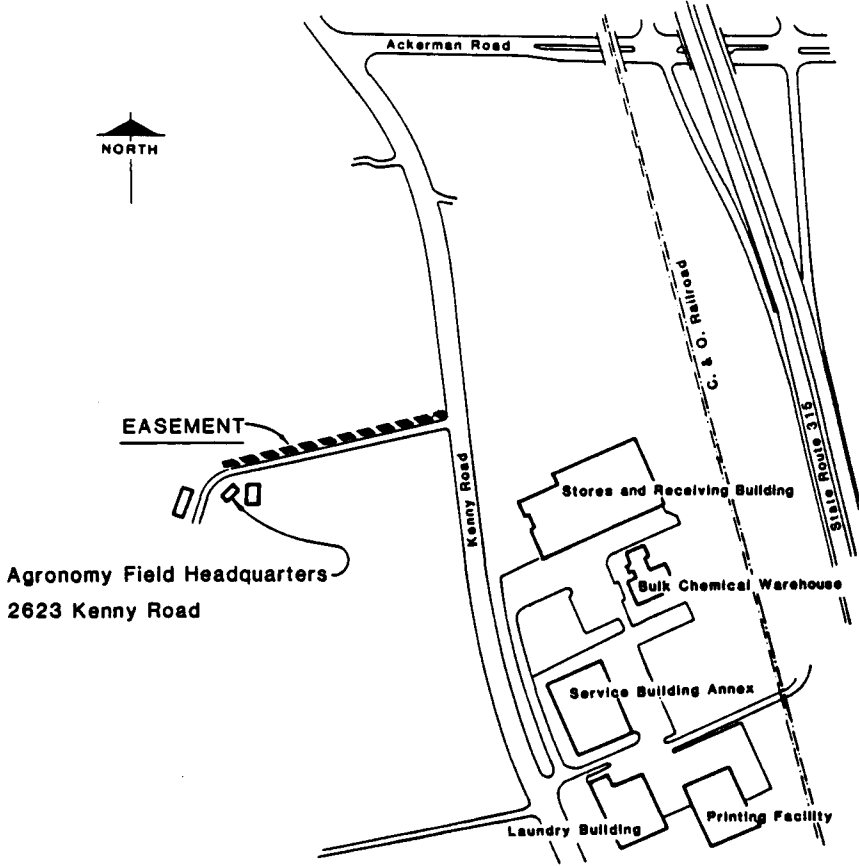 Ackerman Road
NORTH
C. & O. Railroad
State Route 315
EASEMENT
Kenny Road
Stores and Receiving Building
Agronomy Field Headquarters
2623 Kenny Road
Bulk Chemical Warehouse
Service Building Annex
Laundry Building
Printing Facility